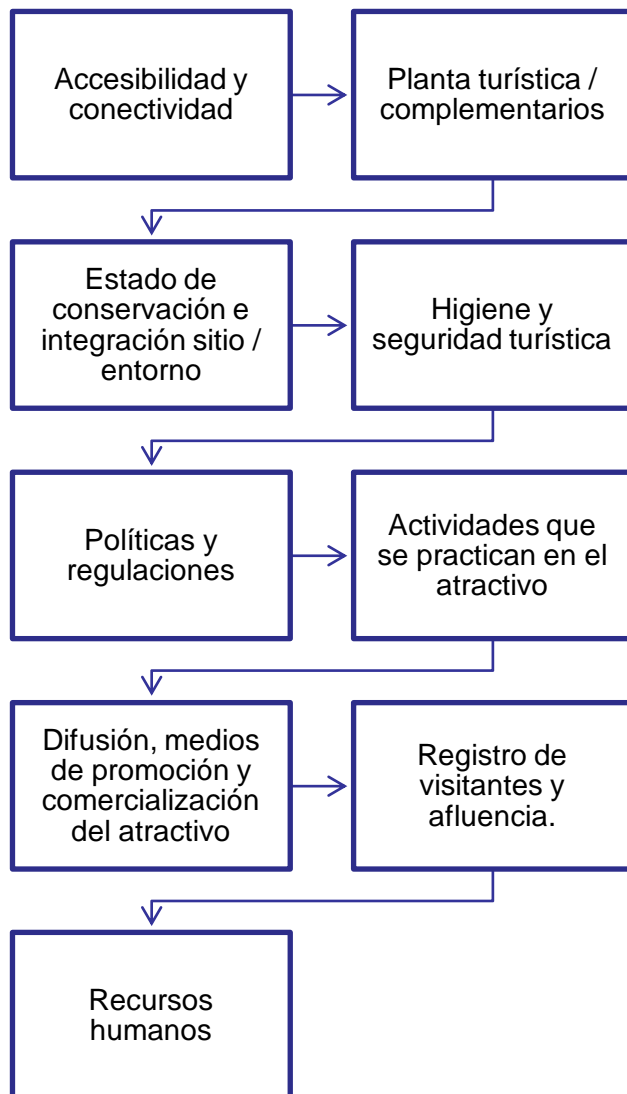 Accesibilidad y
conectividad
Planta turística /
complementarios
Estado de
conservación e
integración sitio /
entorno
Higiene y
seguridad turística
Políticas y
regulaciones
Actividades que
se practican en el
atractivo
Difusión, medios
de promoción y
comercialización
del atractivo
Registro de
visitantes y
afluencia.
Recursos
humanos